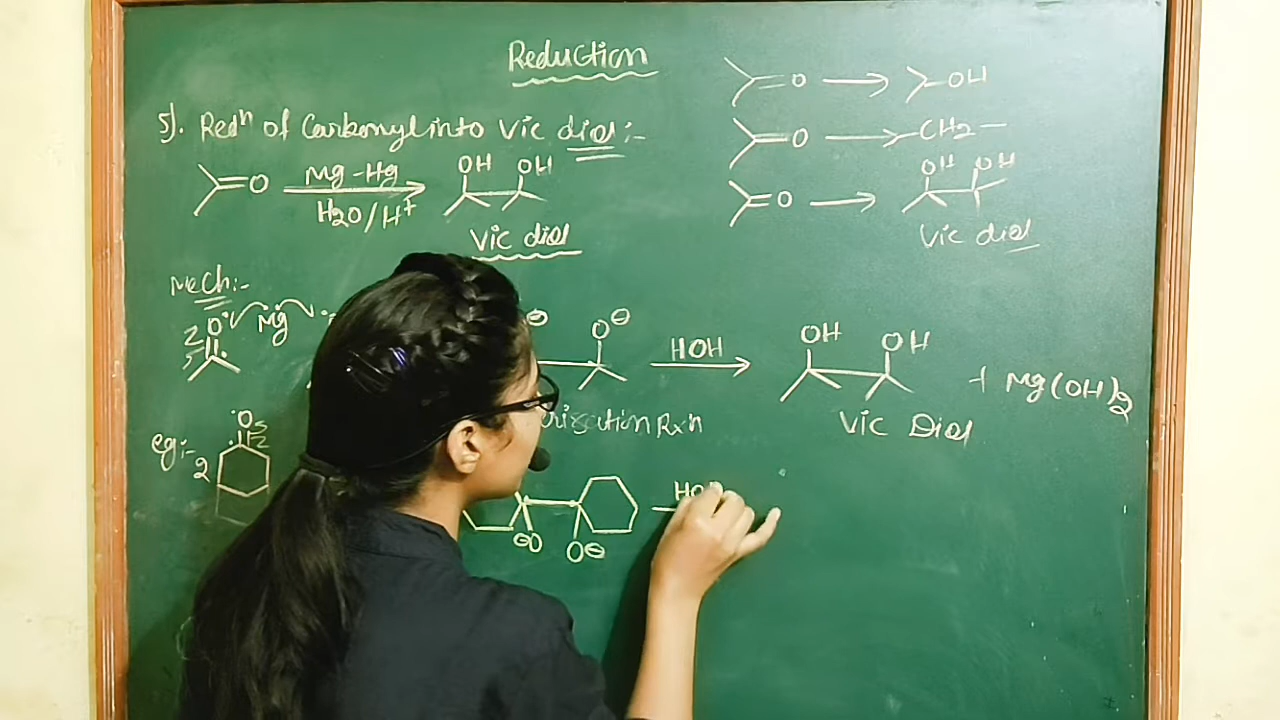 Reduction
5). Redⁿ of Carbonyl into Vic diol:-
=O Mg-Hg OH OH
H2O/H⁺
Vic diol
=O → OH
=O → CH2
=O → OH OH
Vic diol
Mech:-
2 O Mg
⊖ O⊖ HOH OH OH + Mg(OH)2
Rxn Vic Diol
eg:- 2 O
⊖O O⊖